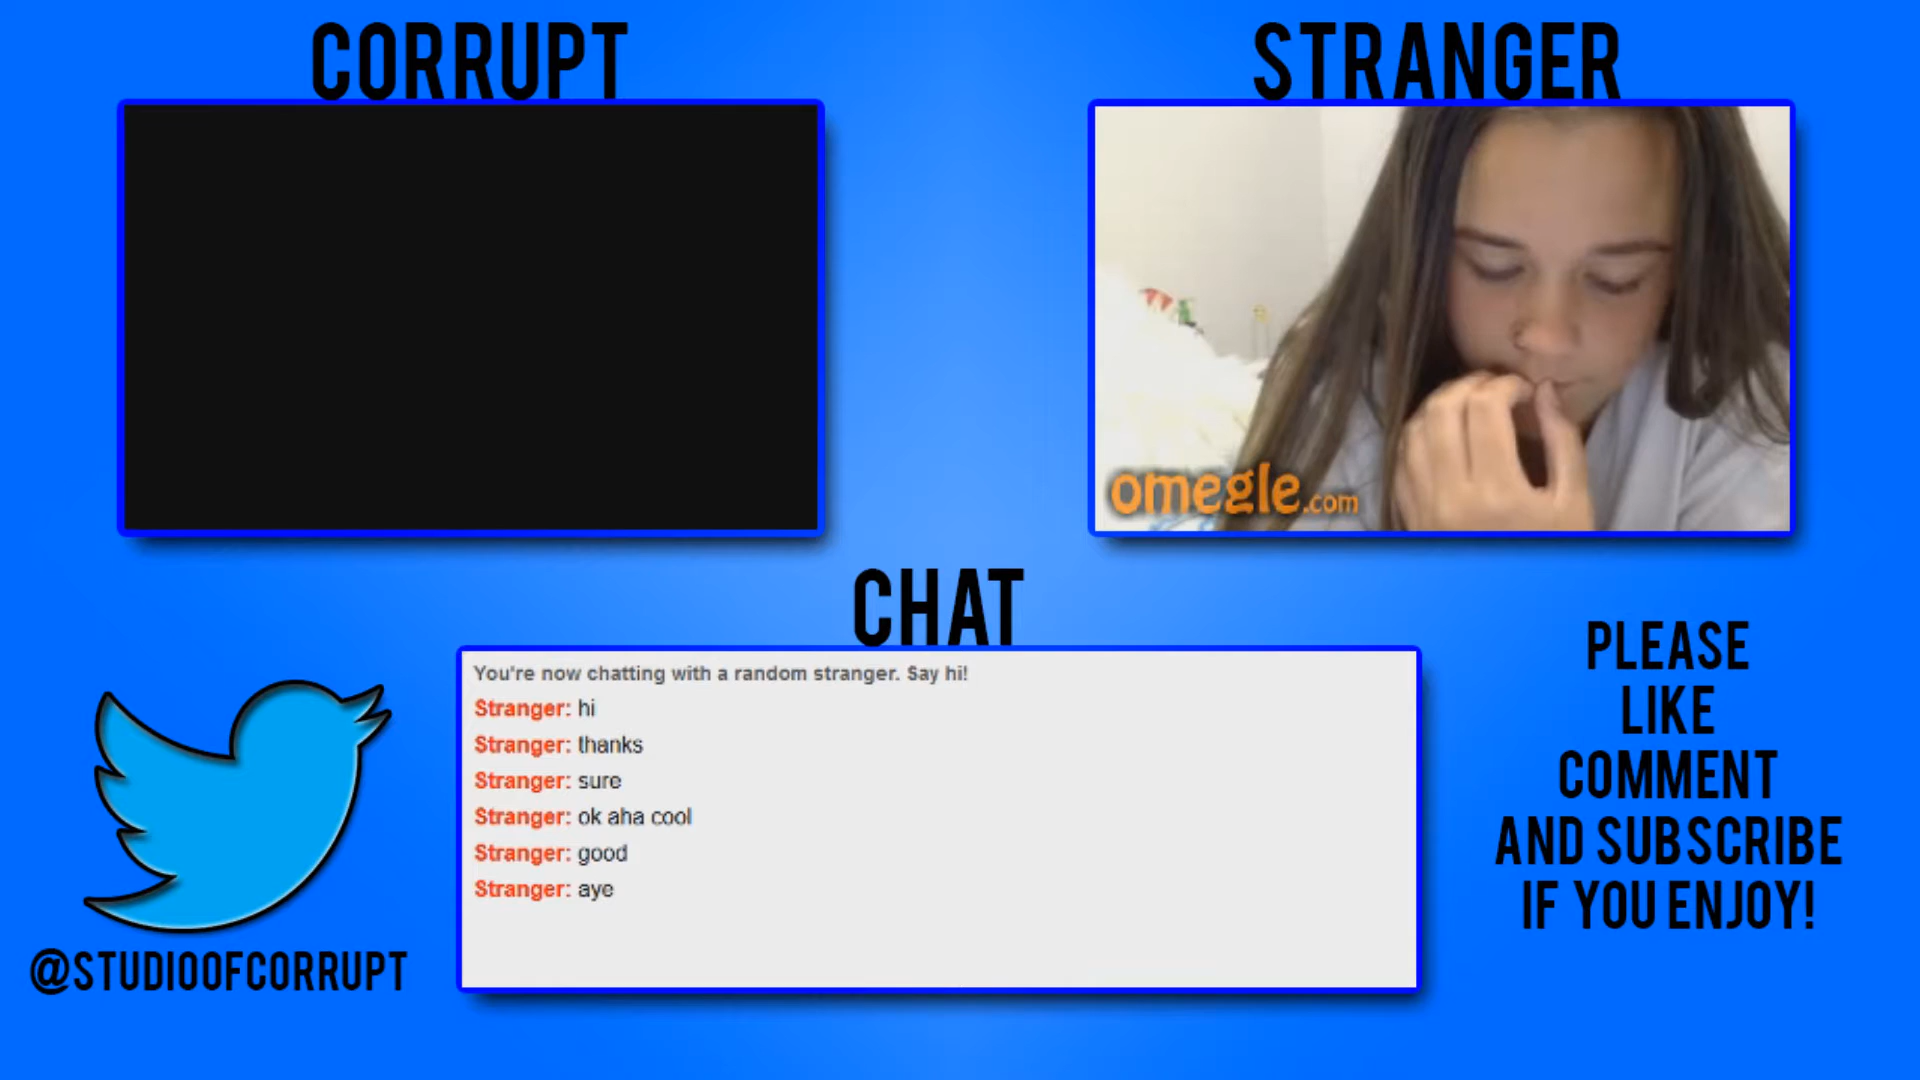 CORRUPT
STRANGER
omegle.com
CHAT
You're now chatting with a random stranger. Say hi!
Stranger: hi
Stranger: thanks
Stranger: sure
Stranger: ok aha cool
Stranger: good
Stranger: aye
@STUDIOOFCORRUPT
PLEASE
LIKE
COMMENT
AND SUBSCRIBE
IF YOU ENJOY!